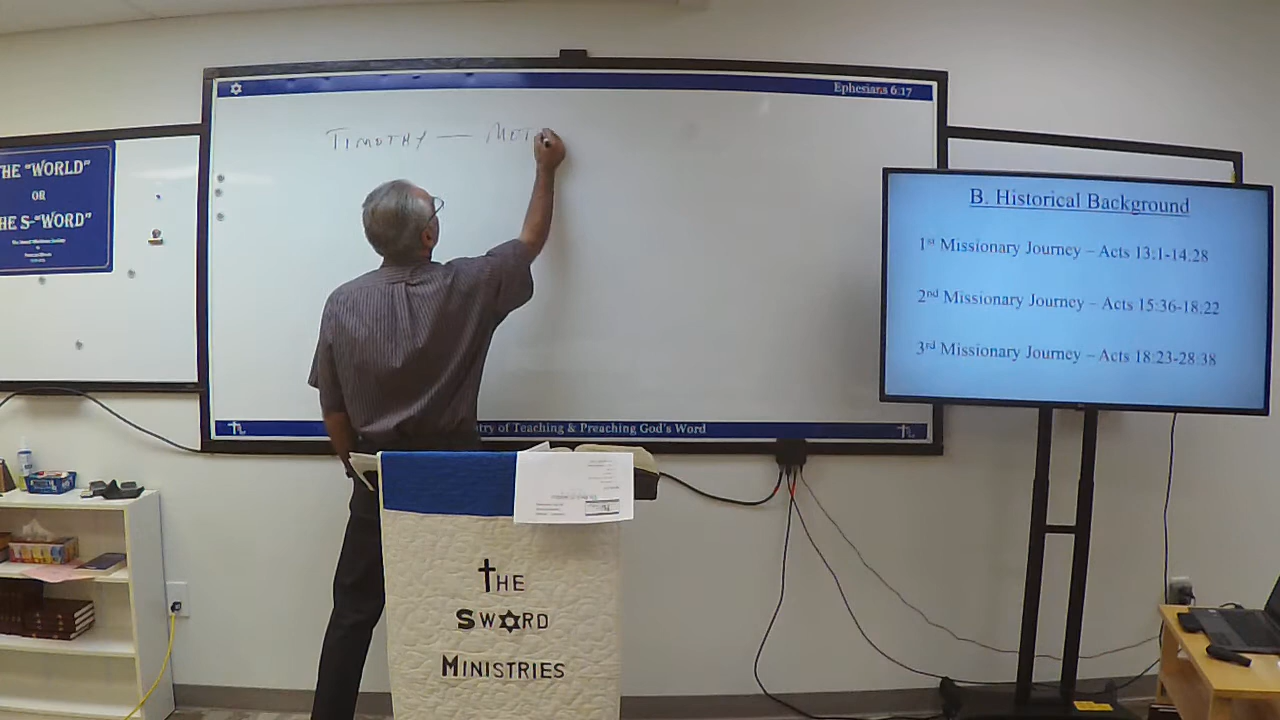 Ephesians 6:17
TIMOTHY — MOT
THE "WORLD"
OR
HE S-"WORD"
B. Historical Background
1st Missionary Journey – Acts 13:1-14:28
2nd Missionary Journey – Acts 15:36-18:22
3rd Missionary Journey – Acts 18:23-28:38
try of Teaching & Preaching God's Word
THE
SWORD
MINISTRIES